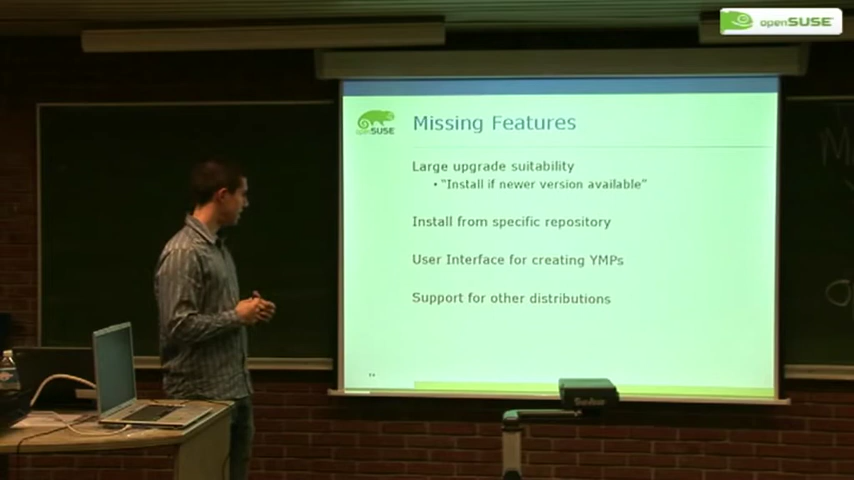 openSUSE
openSUSE
Missing Features
Large upgrade suitability
• "Install if newer version available"
Install from specific repository
User Interface for creating YMPs
Support for other distributions